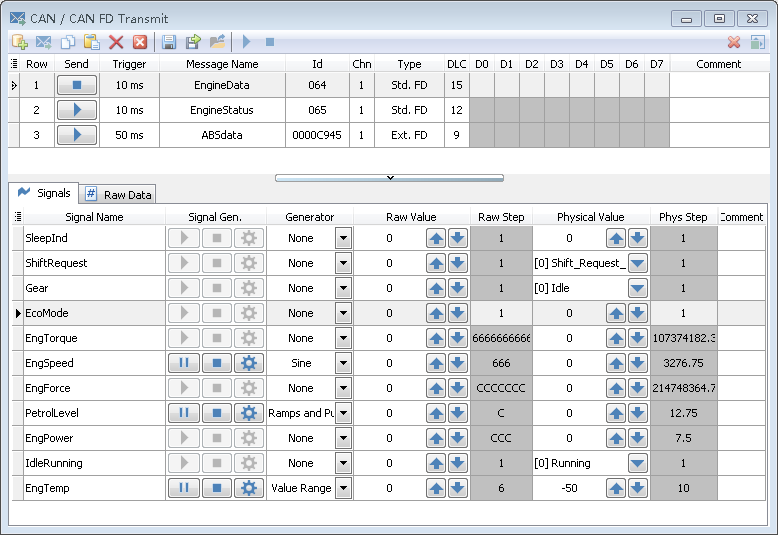 CAN / CAN FD Transmit
Row Send Trigger Message Name Id Chn Type DLC D0 D1 D2 D3 D4 D5 D6 D7 Comment
1 10 ms EngineData 064 1 Std. FD 15
2 10 ms EngineStatus 065 1 Std. FD 12
3 50 ms ABSdata 0000C945 1 Ext. FD 9
Signals # Raw Data
Signal Name Signal Gen. Generator Raw Value Raw Step Physical Value Phys Step Comment
SleepInd None 0 1 0 1
ShiftRequest None 0 1 [0] Shift_Request_ 1
Gear None 0 1 [0] Idle 1
EcoMode None 0 1 0 1
EngTorque None 0 6666666666 0 107374182.3
EngSpeed Sine 0 666 0 3276.75
EngForce None 0 CCCCCCC 0 214748364.7
PetrolLevel Ramps and Pu 0 C 0 12.75
EngPower None 0 CCC 0 7.5
IdleRunning None 0 1 [0] Running 1
EngTemp Value Range 0 6 -50 10